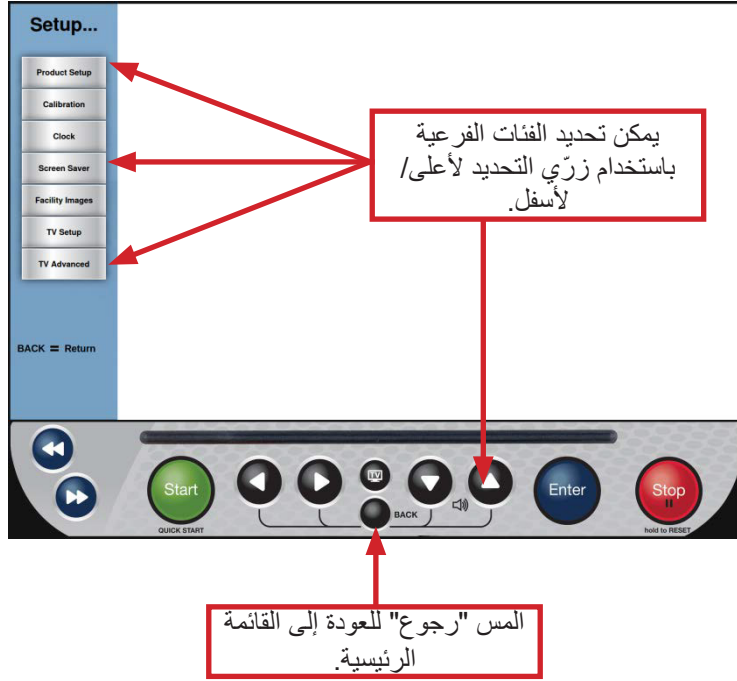 Setup...
Product Setup
Calibration
Clock
Screen Saver
Facility Images
TV Setup
TV Advanced
BACK = Return
يمكن تحديد الفئات الفرعية
باستخدام زرّي التحديد لأعلى/
لأسفل.
Start
QUICK START
TV
BACK
Enter
Stop
hold to RESET
المس "رجوع" للعودة إلى القائمة
الرئيسية.